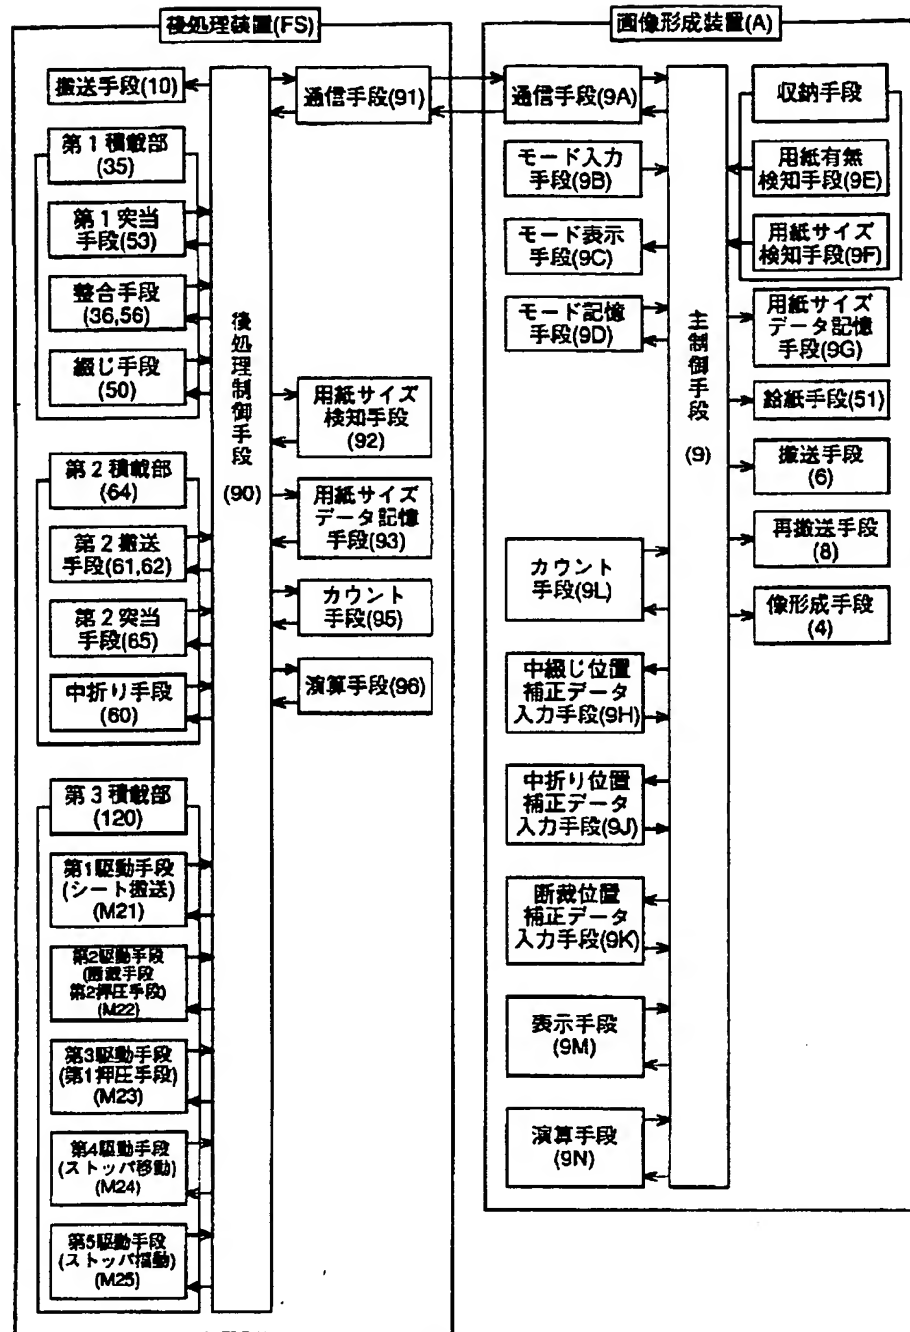 後処理装置(FS)
搬送手段(10)
第1積載部
(35)
第1突当
手段(53)
整合手段
(36,56)
綴じ手段
(50)
第2積載部
(64)
第2搬送
手段(61,62)
第2突当
手段(65)
中折り手段
(60)
第3積載部
(120)
第1駆動手段
(シート搬送)
(M21)
第2駆動手段
(断裁手段
第2押圧手段)
(M22)
第3駆動手段
(第1押圧手段)
(M23)
第4駆動手段
(ストッパ移動)
(M24)
第5駆動手段
(ストッパ揺動)
(M25)
後処理制御手段
(90)
通信手段(91)
用紙サイズ
検知手段
(92)
用紙サイズ
データ記憶
手段(93)
カウント
手段(95)
演算手段(96)
画像形成装置(A)
通信手段(9A)
モード入力
手段(9B)
モード表示
手段(9C)
モード記憶
手段(9D)
カウント
手段(9L)
中綴じ位置
補正データ
入力手段(9H)
中折り位置
補正データ
入力手段(9J)
断裁位置
補正データ
入力手段(9K)
表示手段
(9M)
演算手段
(9N)
主制御手段
(9)
収納手段
用紙有無
検知手段(9E)
用紙サイズ
検知手段(9F)
用紙サイズ
データ記憶
手段(9G)
給紙手段(51)
搬送手段
(6)
再搬送手段
(8)
像形成手段
(4)